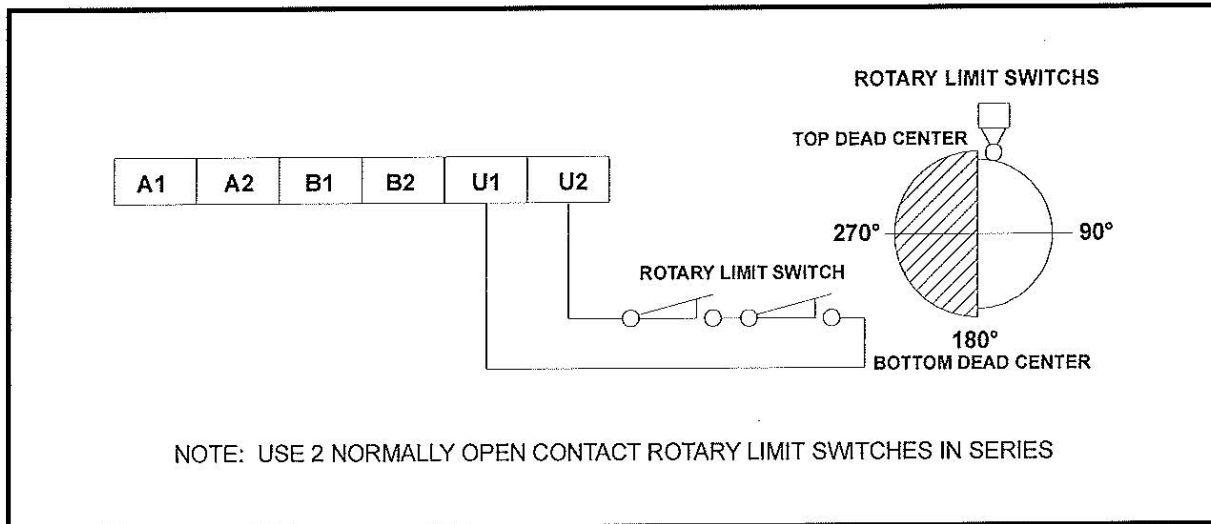 ROTARY LIMIT SWITCHS
TOP DEAD CENTER
A1 A2 B1 B2 U1 U2
270° 90°
ROTARY LIMIT SWITCH
180°
BOTTOM DEAD CENTER
NOTE: USE 2 NORMALLY OPEN CONTACT ROTARY LIMIT SWITCHES IN SERIES